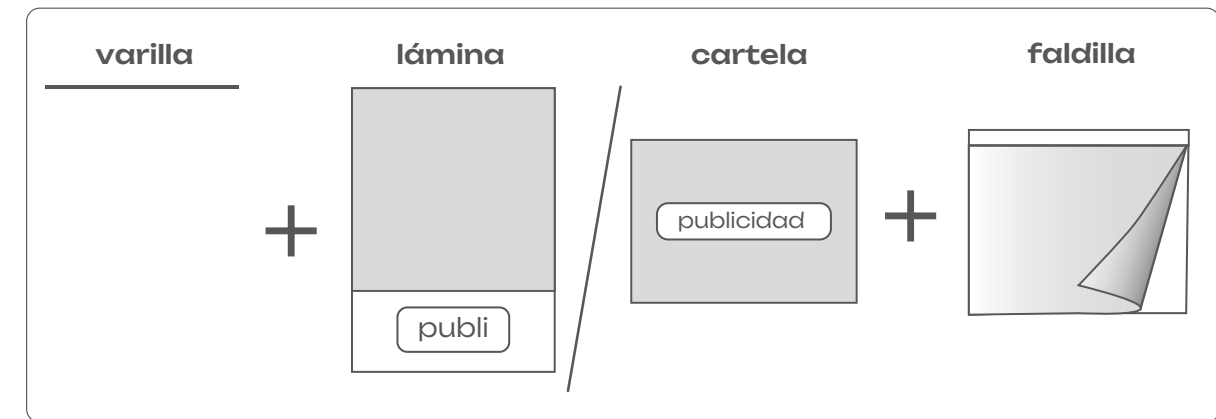 varilla
lámina
cartela
faldilla
+
/
+
publicidad
publi